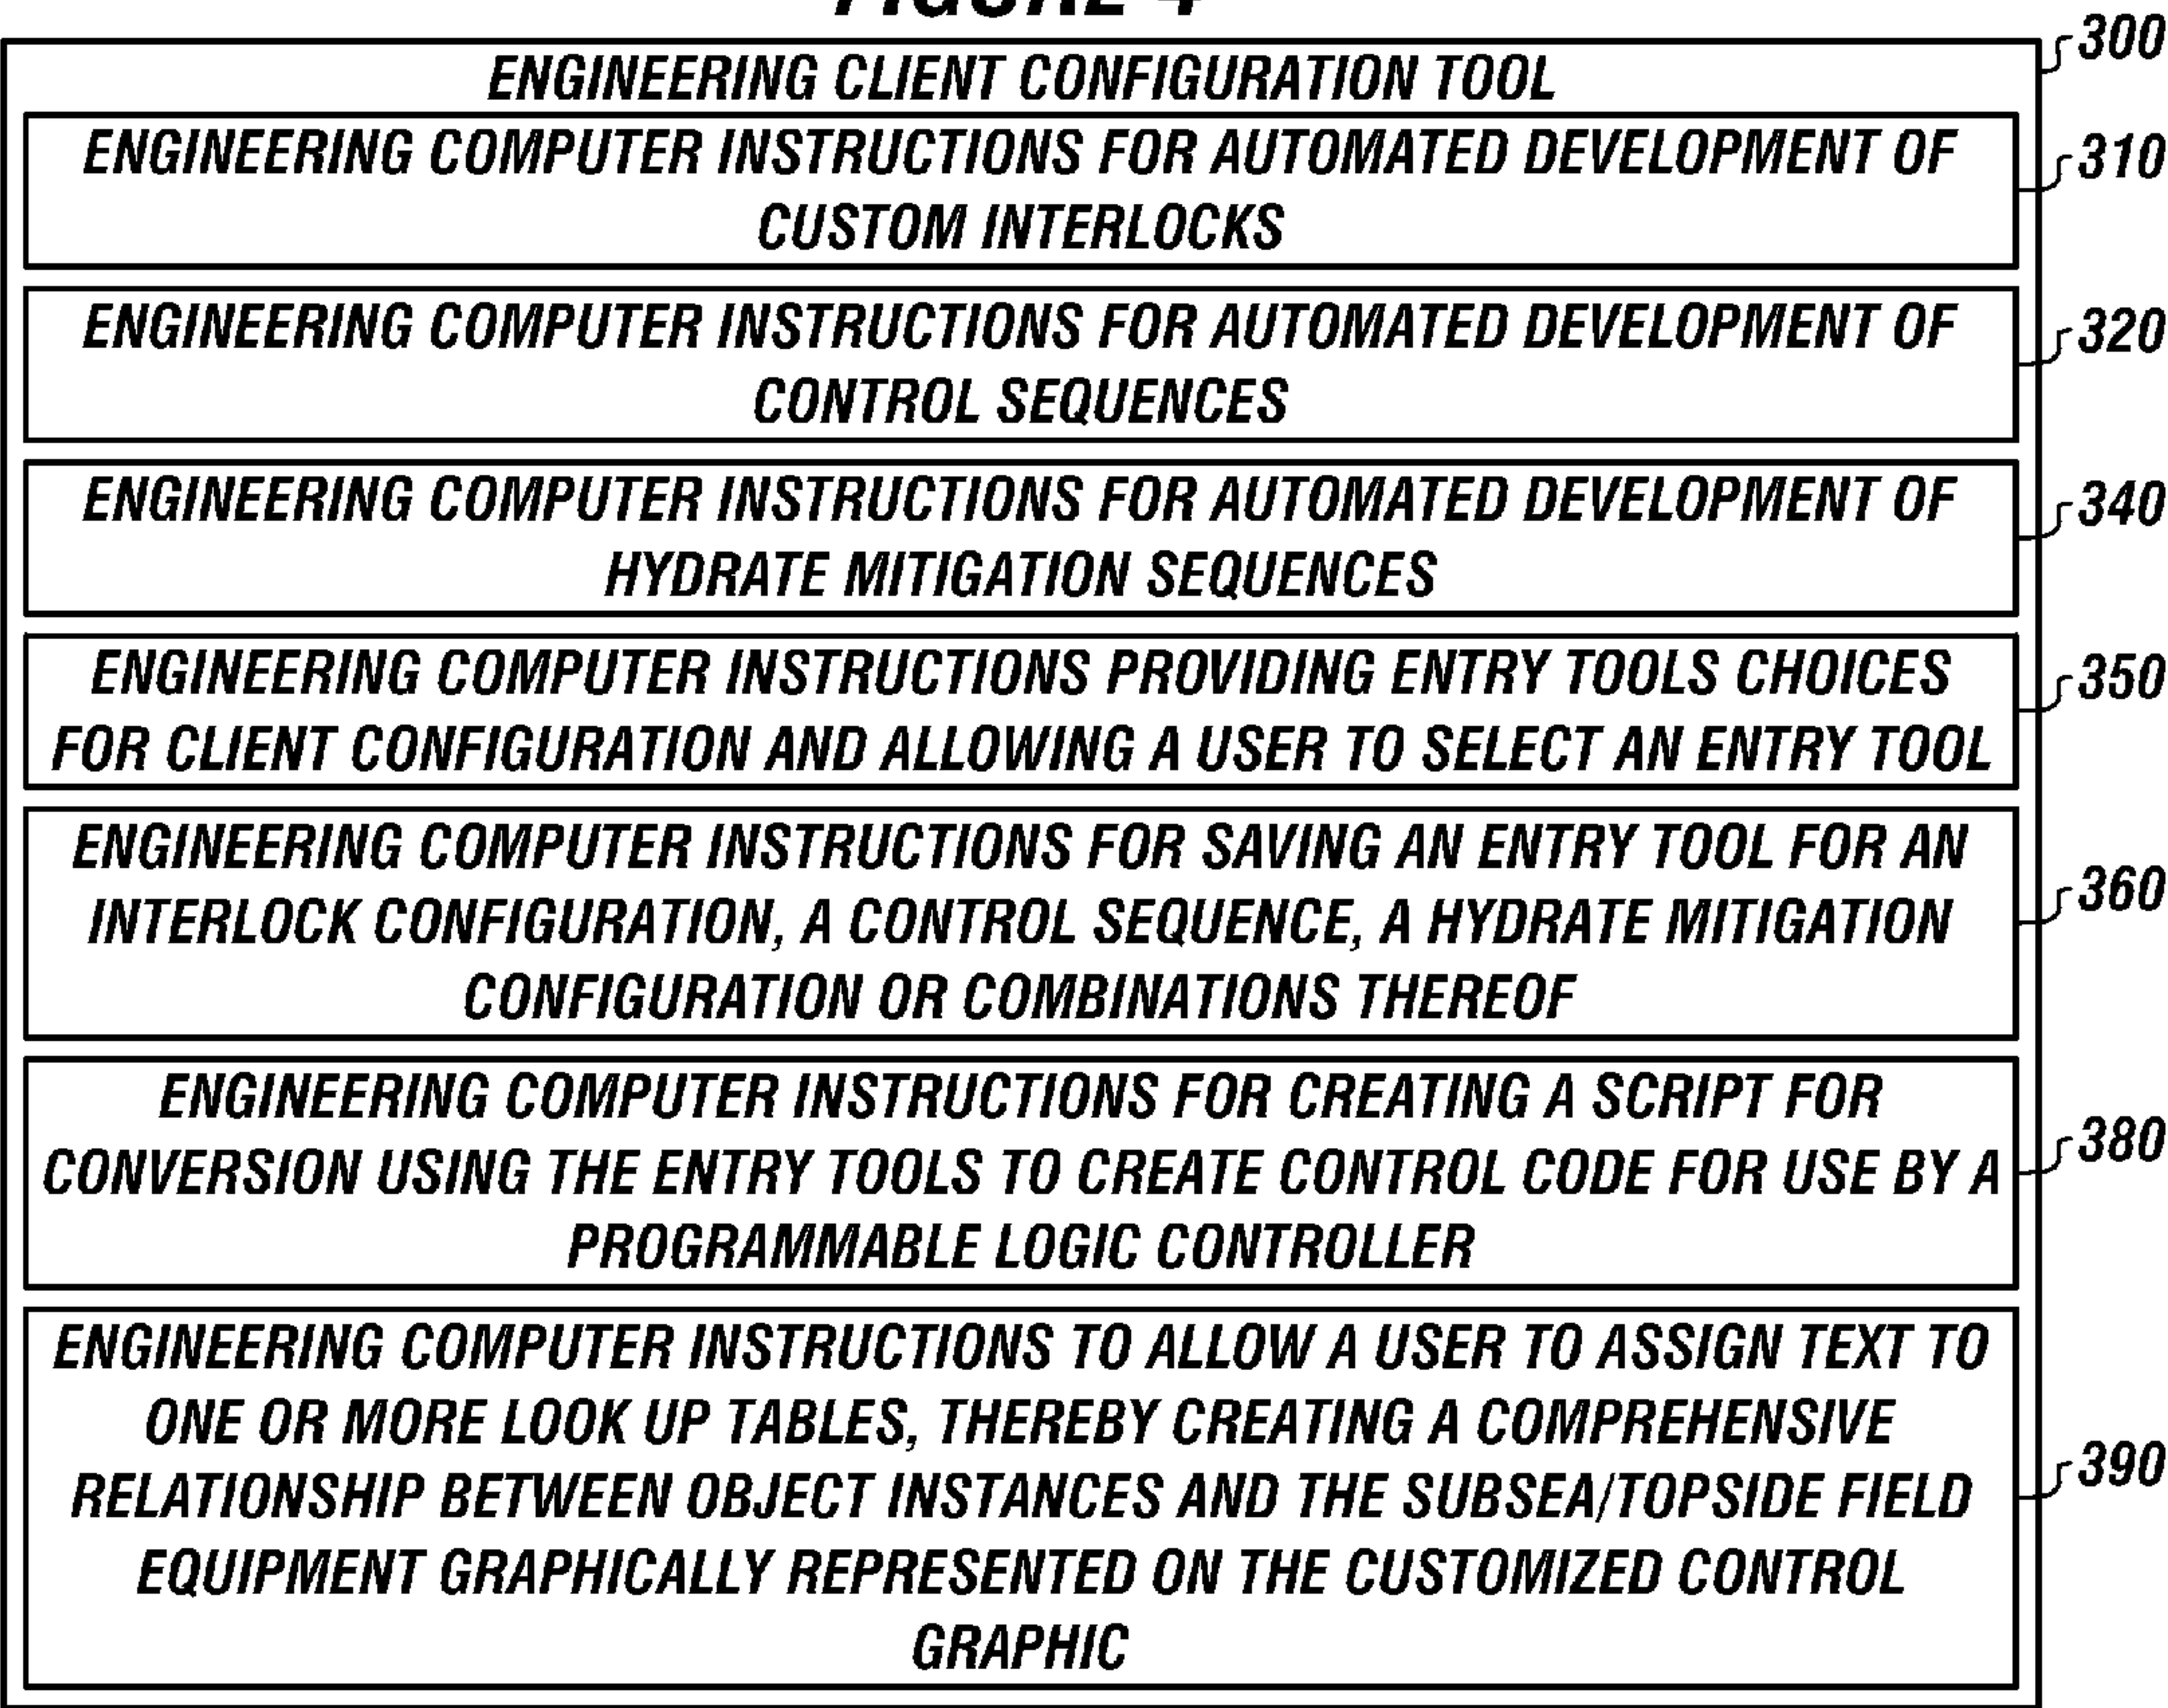 FIGURE 4
ENGINEERING CLIENT CONFIGURATION TOOL
300
ENGINEERING COMPUTER INSTRUCTIONS FOR AUTOMATED DEVELOPMENT OF
CUSTOM INTERLOCKS
310
ENGINEERING COMPUTER INSTRUCTIONS FOR AUTOMATED DEVELOPMENT OF
CONTROL SEQUENCES
320
ENGINEERING COMPUTER INSTRUCTIONS FOR AUTOMATED DEVELOPMENT OF
HYDRATE MITIGATION SEQUENCES
340
ENGINEERING COMPUTER INSTRUCTIONS PROVIDING ENTRY TOOLS CHOICES
FOR CLIENT CONFIGURATION AND ALLOWING A USER TO SELECT AN ENTRY TOOL
350
ENGINEERING COMPUTER INSTRUCTIONS FOR SAVING AN ENTRY TOOL FOR AN
INTERLOCK CONFIGURATION, A CONTROL SEQUENCE, A HYDRATE MITIGATION
CONFIGURATION OR COMBINATIONS THEREOF
360
ENGINEERING COMPUTER INSTRUCTIONS FOR CREATING A SCRIPT FOR
CONVERSION USING THE ENTRY TOOLS TO CREATE CONTROL CODE FOR USE BY A
PROGRAMMABLE LOGIC CONTROLLER
380
ENGINEERING COMPUTER INSTRUCTIONS TO ALLOW A USER TO ASSIGN TEXT TO
ONE OR MORE LOOK UP TABLES, THEREBY CREATING A COMPREHENSIVE
RELATIONSHIP BETWEEN OBJECT INSTANCES AND THE SUBSEA/TOPSIDE FIELD
EQUIPMENT GRAPHICALLY REPRESENTED ON THE CUSTOMIZED CONTROL
GRAPHIC
390